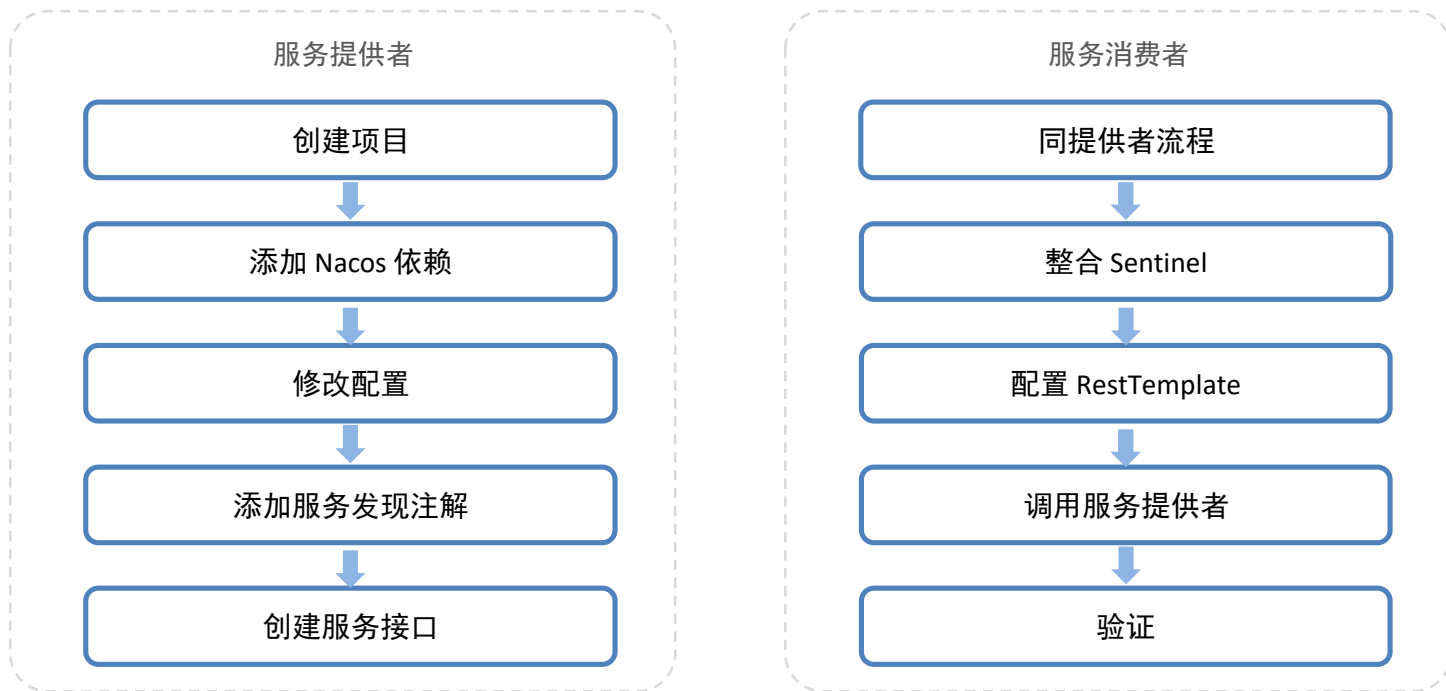 服务提供者
创建项目
添加 Nacos 依赖
修改配置
添加服务发现注解
创建服务接口
服务消费者
同提供者流程
整合 Sentinel
配置 RestTemplate
调用服务提供者
验证